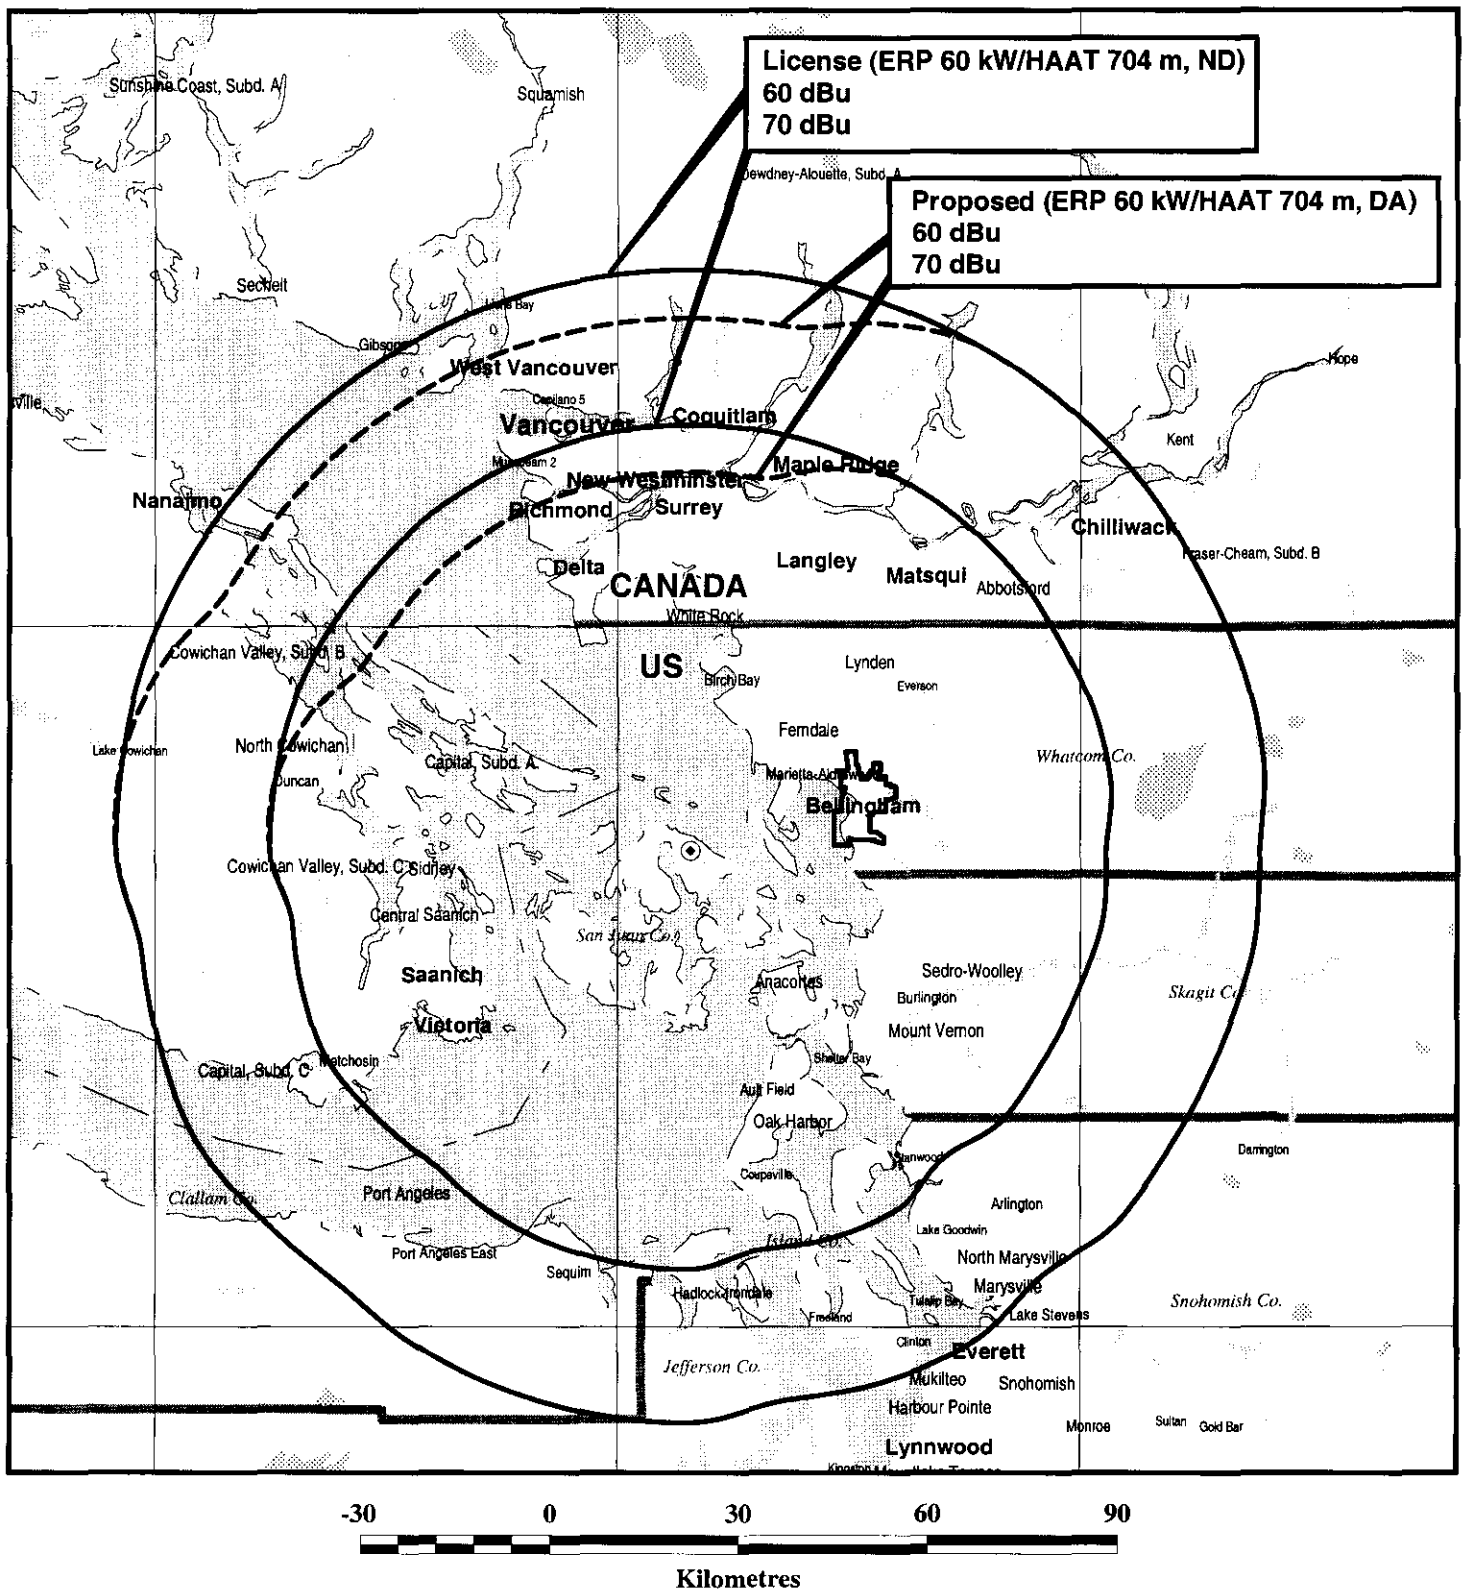 License (ERP 60 kW/HAAT 704 m, ND)
60 dBu
70 dBu
Sunshine Coast, Subd. A
Squamish
Dewdney-Alouette, Subd. A
Proposed (ERP 60 kW/HAAT 704 m, DA)
60 dBu
70 dBu
Sechelt
Lions Bay
Gibsons
Hope
West Vancouver
Capilano 5
ville
Vancouver
Coquitlam
Kent
Musqueam 2
Maple Ridge
New Westminster
Nanaimo
Richmond
Surrey
Chilliwack
Fraser-Cheam, Subd. B
Delta
Langley
Matsqui
Abbotsford
CANADA
White Rock
Cowichan Valley, Subd. B
US
Lynden
Birch Bay
Everson
Ferndale
Lake Cowichan
North Cowichan
Capital, Subd. A
Whatcom Co.
Duncan
Bellingham
Cowichan Valley, Subd. C
Sidney
Central Saanich
San Juan Co.
Saanich
Anacortes
Sedro-Woolley
Burlington
Skagit Co.
Victoria
Mount Vernon
Metchosin
Capital, Subd. C
Shelter Bay
Ault Field
Oak Harbor
Stanwood
Darrington
Coupeville
Clallam Co.
Port Angeles
Arlington
Lake Goodwin
Island Co.
Port Angeles East
North Marysville
Sequim
Marysville
Hadlock-Irondale
Tulalip Bay
Snohomish Co.
Freeland
Lake Stevens
Clinton
Everett
Jefferson Co.
Mukilteo
Snohomish
Harbour Pointe
Monroe
Sultan
Gold Bar
Lynnwood
Kingston
-30 0 30 60 90
Kilometres